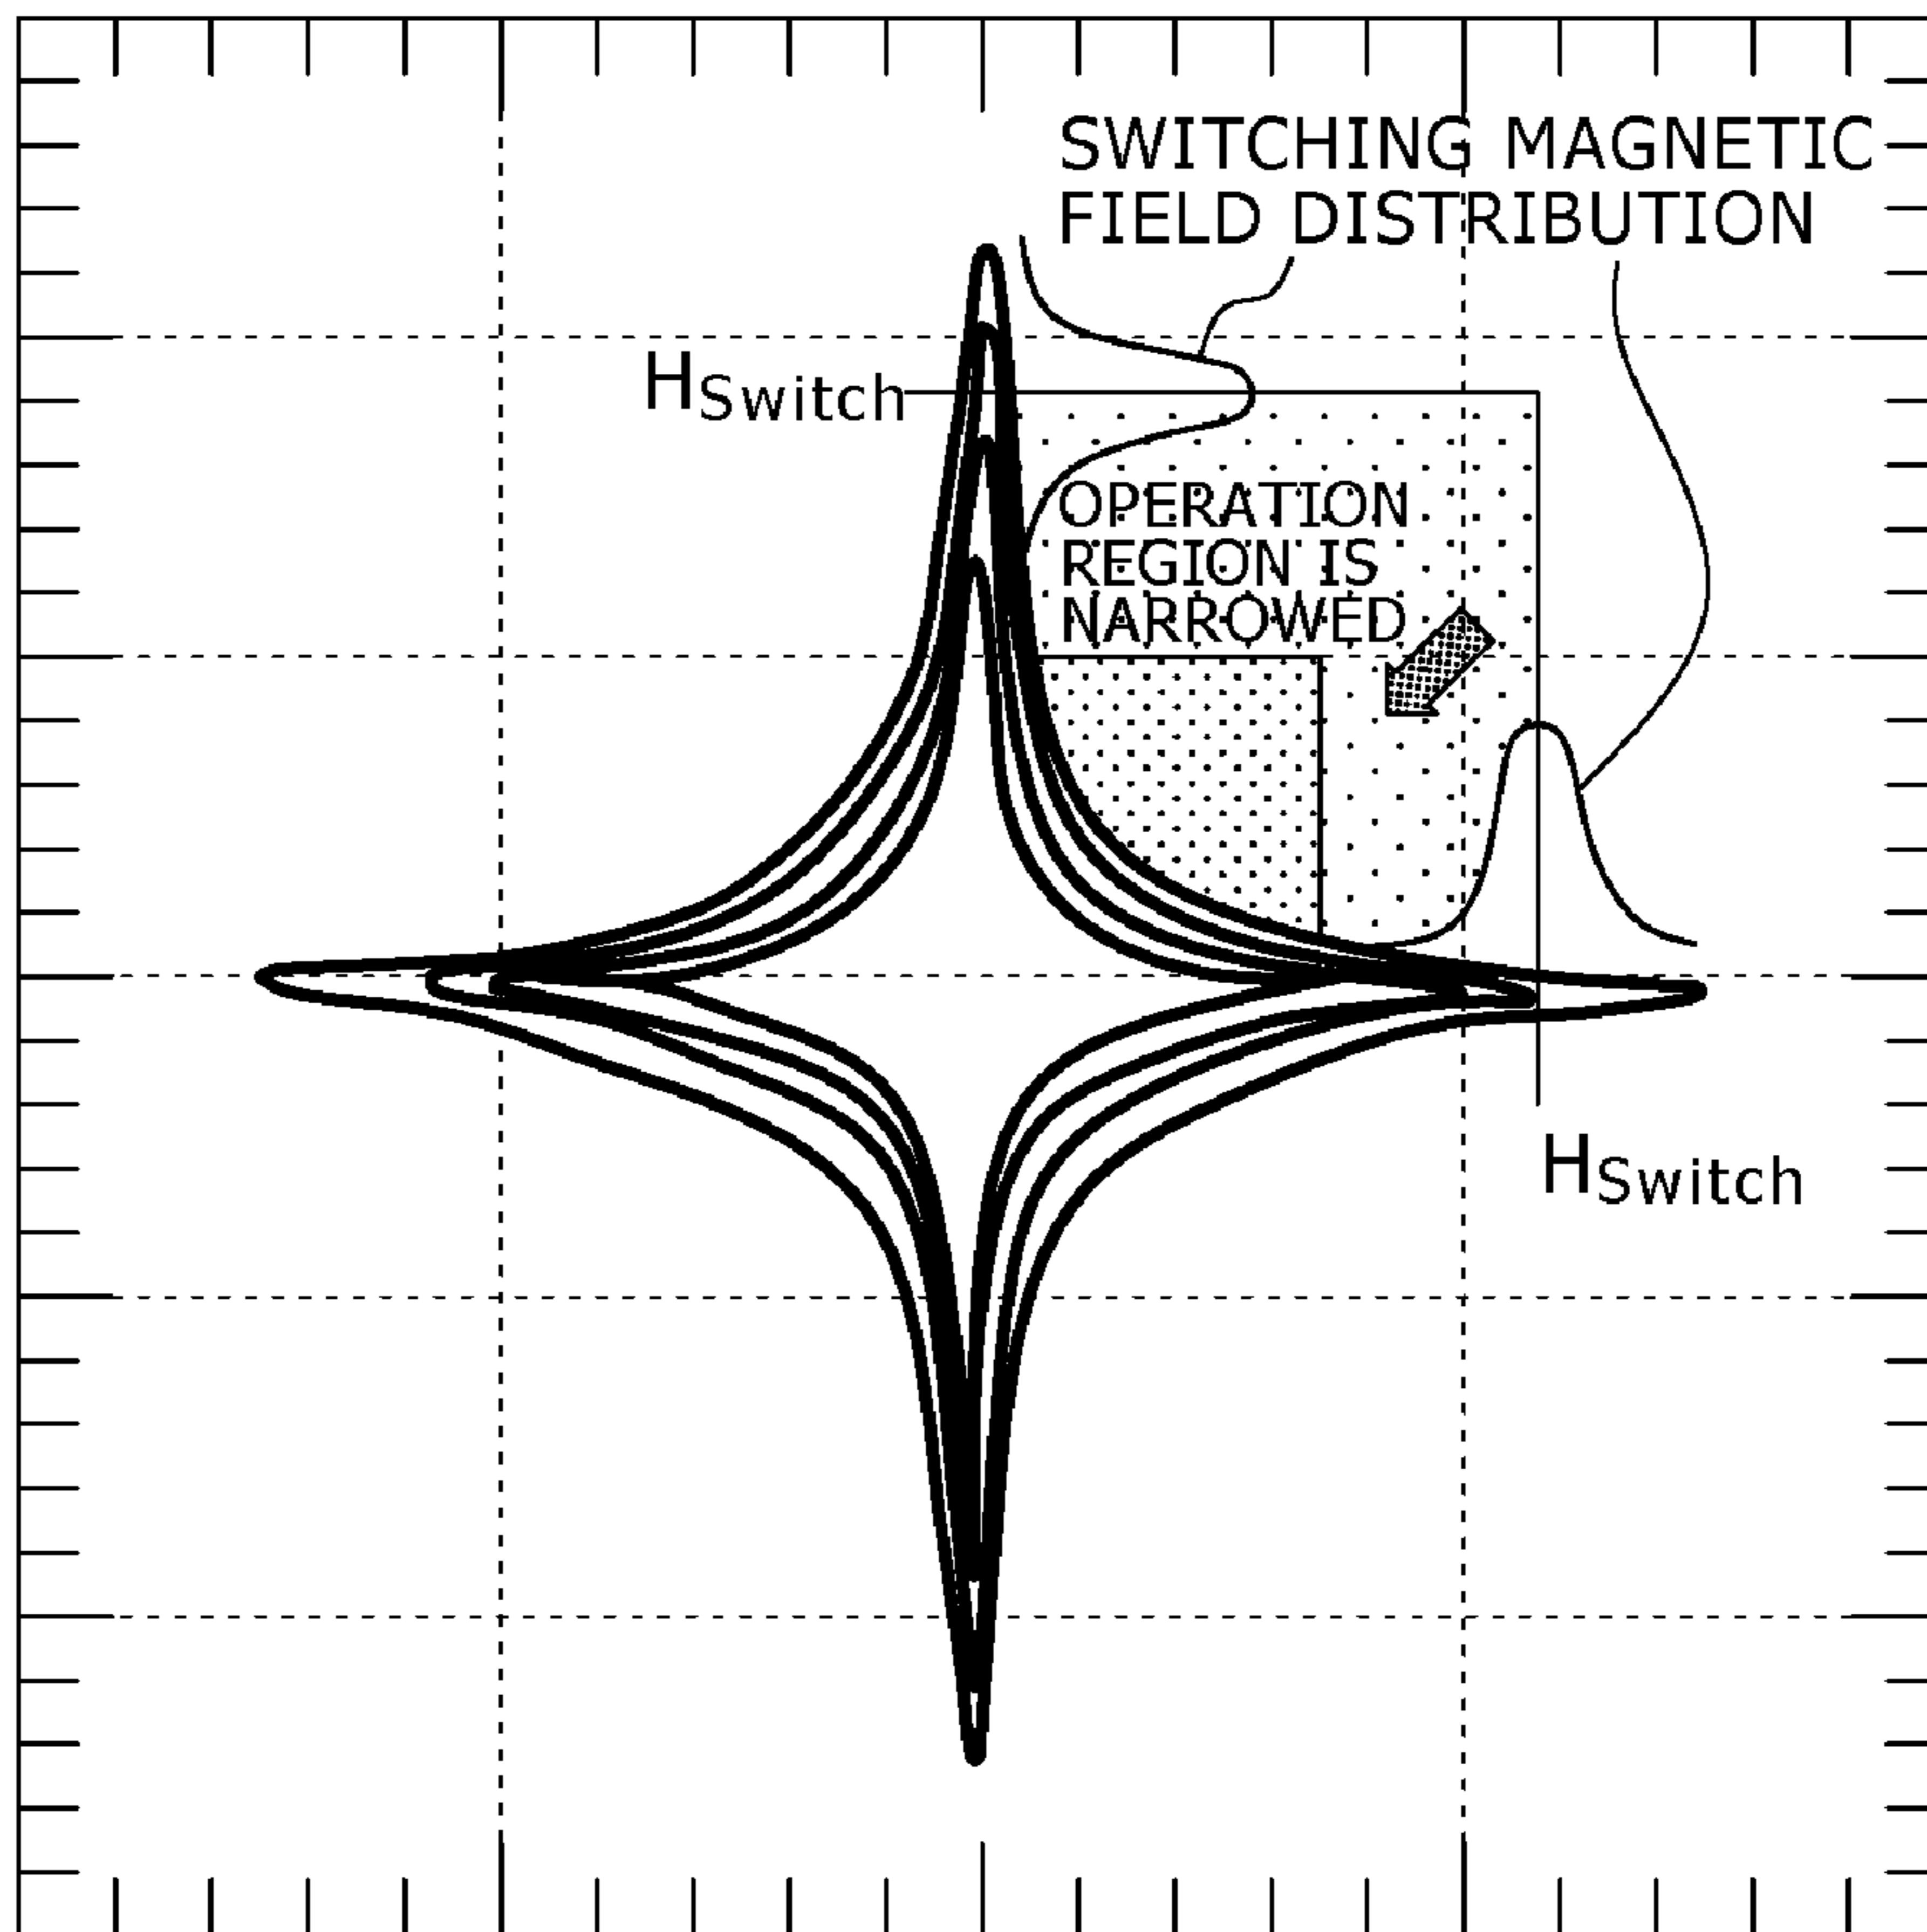 SWITCHING MAGNETIC
FIELD DISTRIBUTION
HSwitch
OPERATION
REGION IS
NARROWED
HSwitch